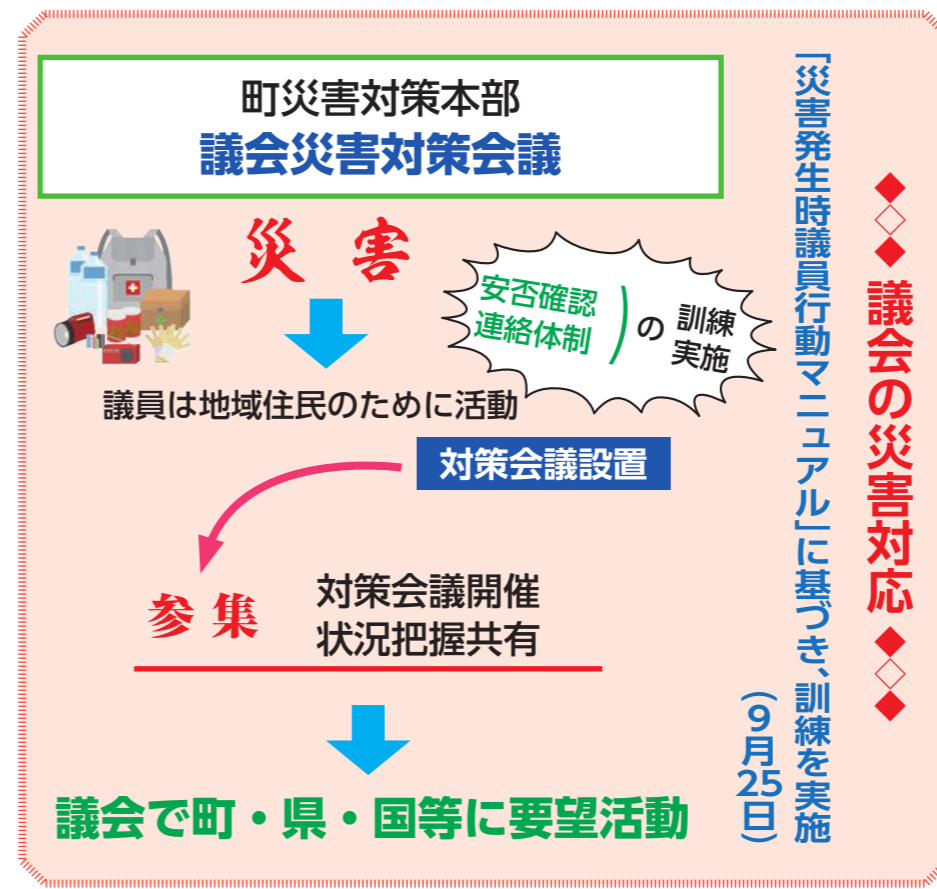 ◆◇◆ 議会の災害対応 ◆◇◆
「災害発生時議員行動マニュアル」に基づき、訓練を実施
（9月25日）
町災害対策本部
議会災害対策会議
災害
安否確認
連絡体制
）の
訓練
実施
議員は地域住民のために活動
対策会議設置
参集
対策会議開催
状況把握共有
議会で町・県・国等に要望活動